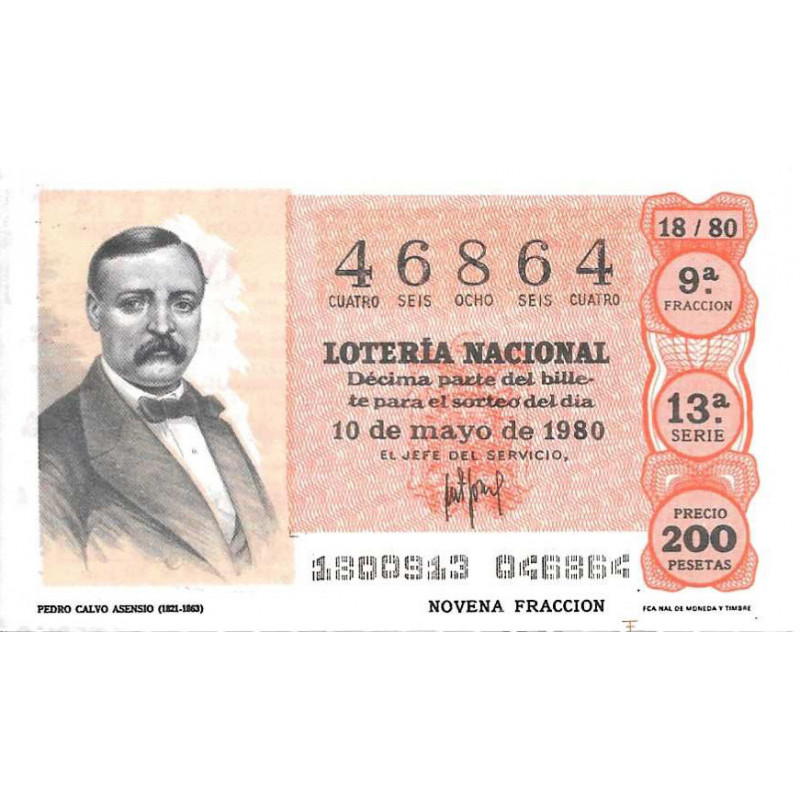 46864
CUATRO SEIS OCHO SEIS CUATRO
LOTERÍA NACIONAL
Décima parte del bille-
te para el sorteo del día
10 de mayo de 1980
EL JEFE DEL SERVICIO,
18 / 80
9.ª
FRACCION
13.ª
SERIE
PRECIO
200
PESETAS
1800913 046864
PEDRO CALVO ASENSIO (1821-1863)
NOVENA FRACCION
FCA NAL DE MONEDA Y TIMBRE